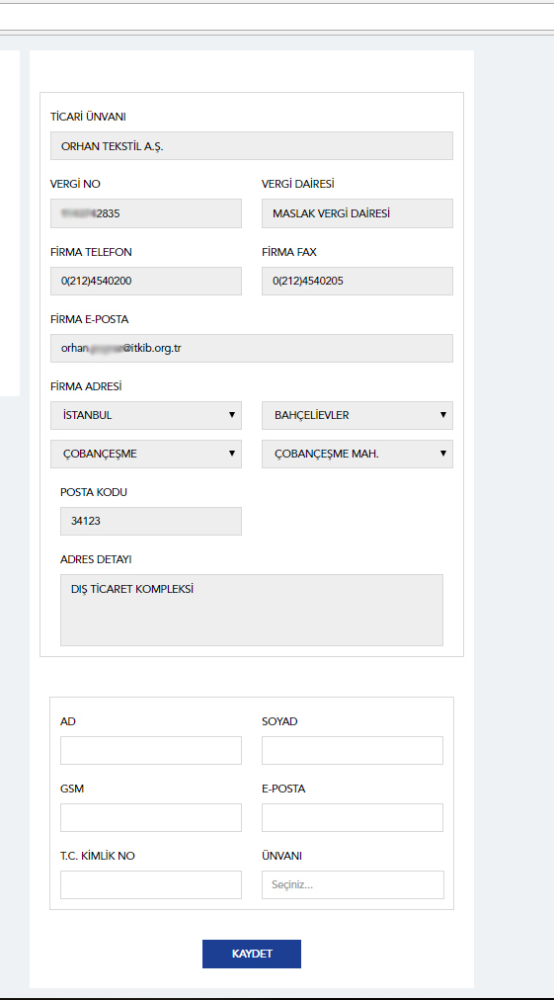 TİCARİ ÜNVANI
ORHAN TEKSTİL A.Ş.
VERGİ NO VERGİ DAİRESİ
2835 MASLAK VERGİ DAİRESİ
FİRMA TELEFON FİRMA FAX
0(212)4540200 0(212)4540205
FİRMA E-POSTA
orhan. @itkib.org.tr
FİRMA ADRESİ
İSTANBUL BAHÇELİEVLER
ÇOBANÇEŞME ÇOBANÇEŞME MAH.
POSTA KODU
34123
ADRES DETAYI
DIŞ TİCARET KOMPLEKSİ
AD SOYAD
GSM E-POSTA
T.C. KİMLİK NO ÜNVANI
Seçiniz...
KAYDET